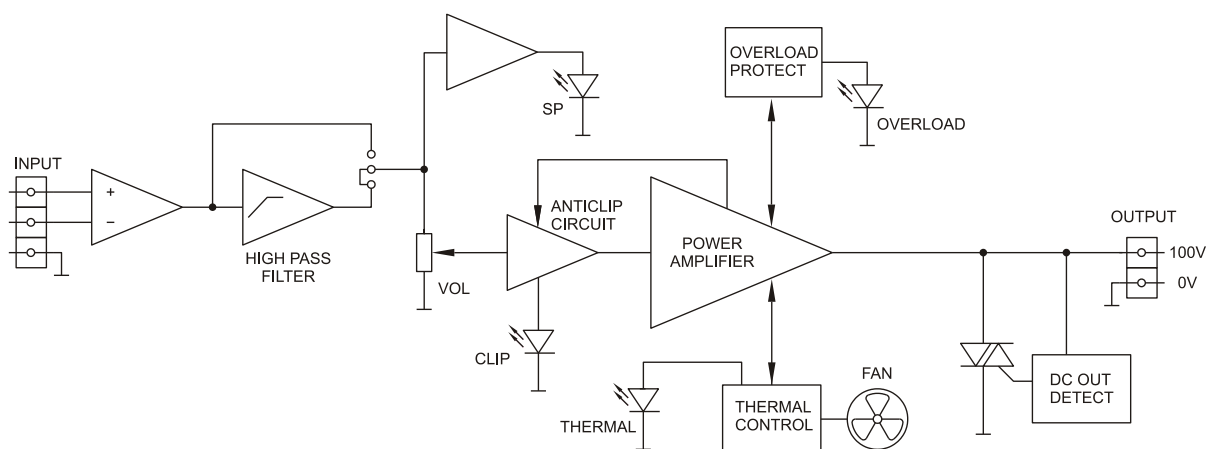 OVERLOAD
PROTECT
SP
OVERLOAD
INPUT
+
−
HIGH PASS
FILTER
VOL
ANTICLIP
CIRCUIT
CLIP
POWER
AMPLIFIER
OUTPUT
100V
0V
THERMAL
THERMAL
CONTROL
FAN
DC OUT
DETECT